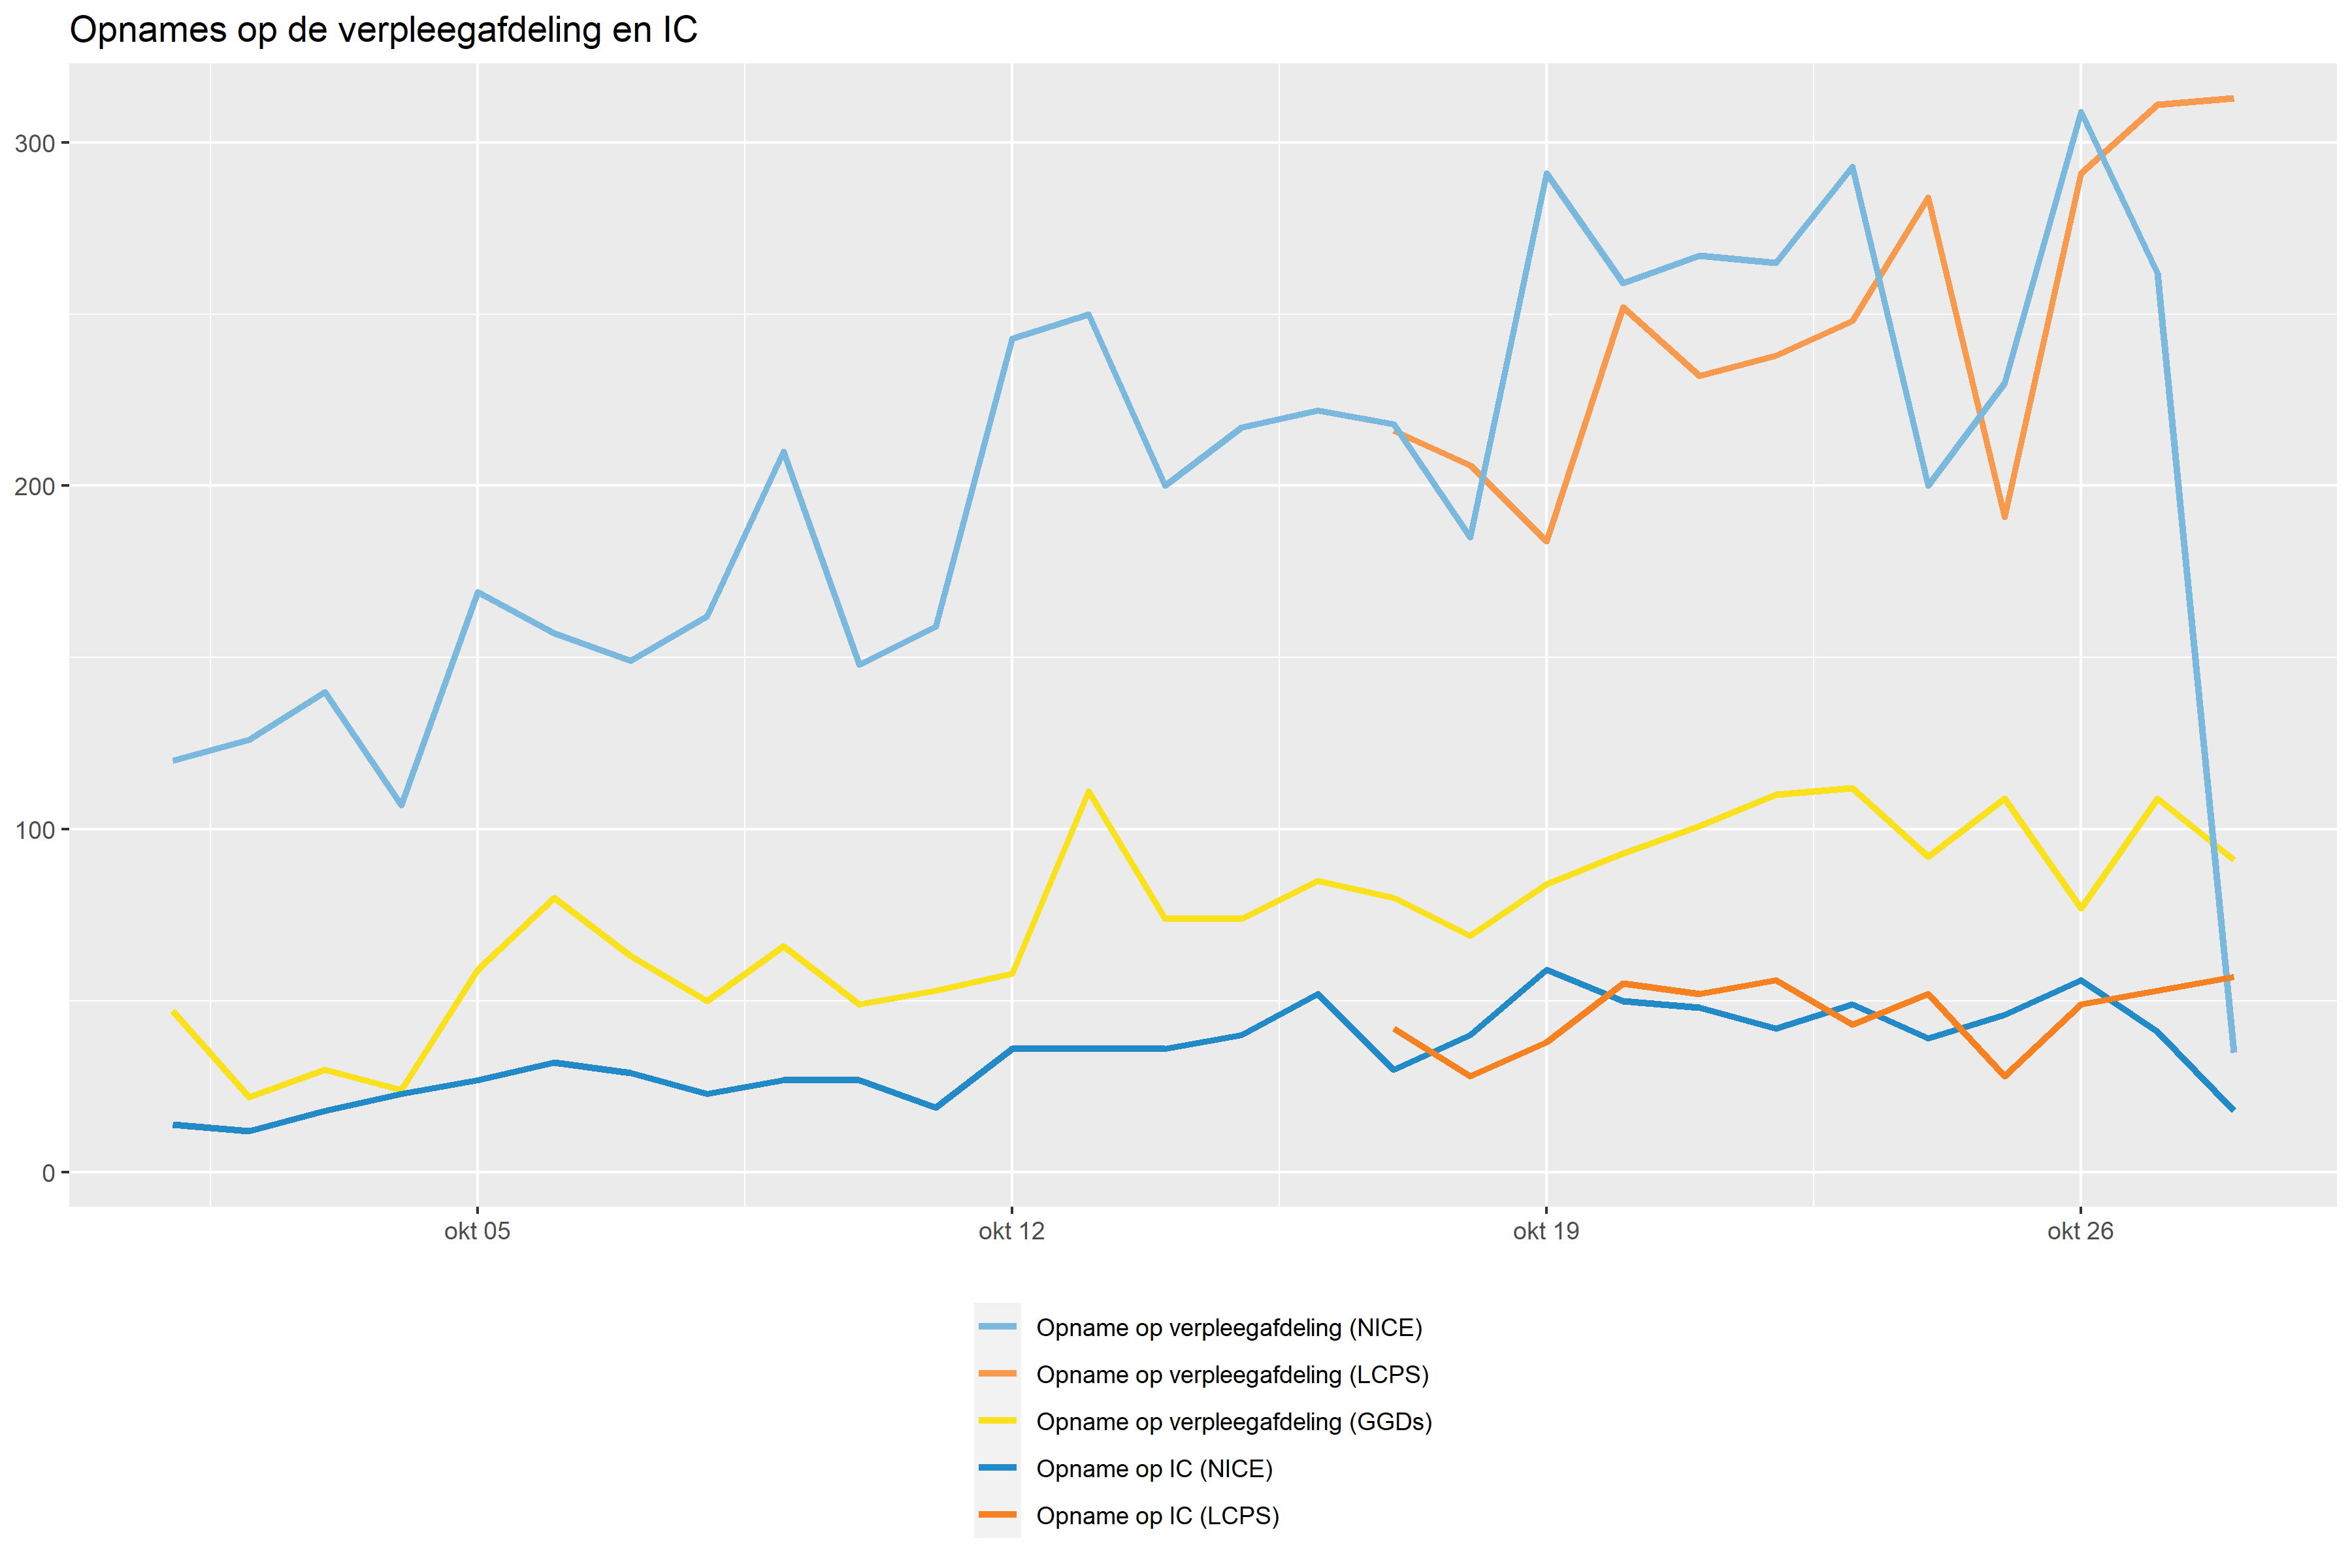 Opnames op de verpleegafdeling en IC
300
200
100
0
okt 05 okt 12 okt 19 okt 26
Opname op verpleegafdeling (NICE)
Opname op verpleegafdeling (LCPS)
Opname op verpleegafdeling (GGDs)
Opname op IC (NICE)
Opname op IC (LCPS)